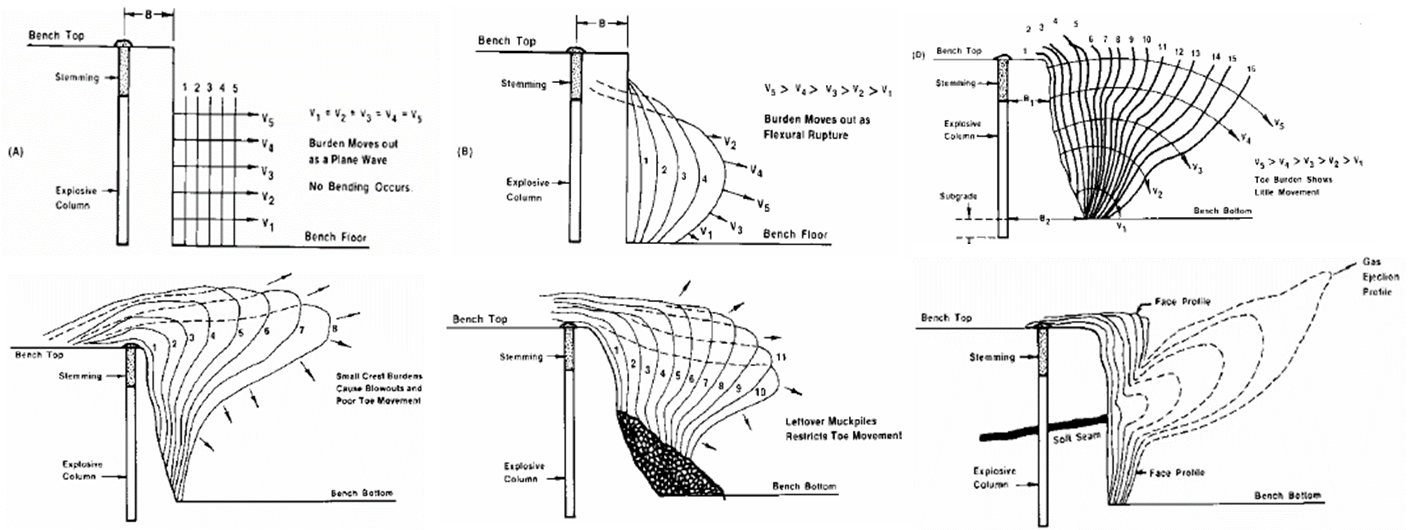 B
Bench Top
Stemming
1 2 3 4 5
V5
V1 = V2 = V3 = V4 = V5
V4
Burden Moves out
as a Plane Wave
(A)
V3
No Bending Occurs.
Explosive
Column
V2
V1
Bench Floor
B
Bench Top
Stemming
V5 > V4 > V3 > V2 > V1
Burden Moves out as
Flexural Rupture
V2
(B)
1 2 3 4
V4
Explosive
Column
V5
V3
V1
Bench Floor
(D)
Bench Top
1 2 3 4 5 6 7 8 9 10 11 12 13 14 15 16
Stemming
B1
V5
Explosive
Column
V4
V3
V5 > V4 > V3 > V2 > V1
Toe Burden Shows
Little Movement
V2
Subgrade
B2
V1
Bench Bottom
1 2 3 4 5 6 7 8
Bench Top
Stemming
Small Crest Burdens
Cause Blowouts and
Poor Toe Movement
Explosive
Column
Bench Bottom
Bench Top
Stemming
1 2 3 4 5 6 7 8 9 10 11
Leftover Muckpiles
Restricts Toe Movement
Explosive
Column
Bench Bottom
Gas
Ejection
Profile
Face Profile
Bench Top
Stemming
Soft Seam
Explosive
Column
Face Profile
Bench Bottom